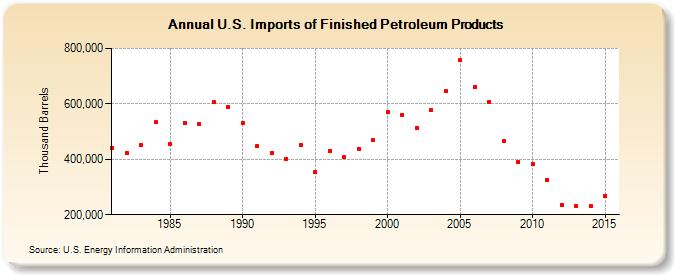 Annual U.S. Imports of Finished Petroleum Products
Thousand Barrels
800,000
600,000
400,000
200,000
1985 1990 1995 2000 2005 2010 2015
Source: U.S. Energy Information Administration